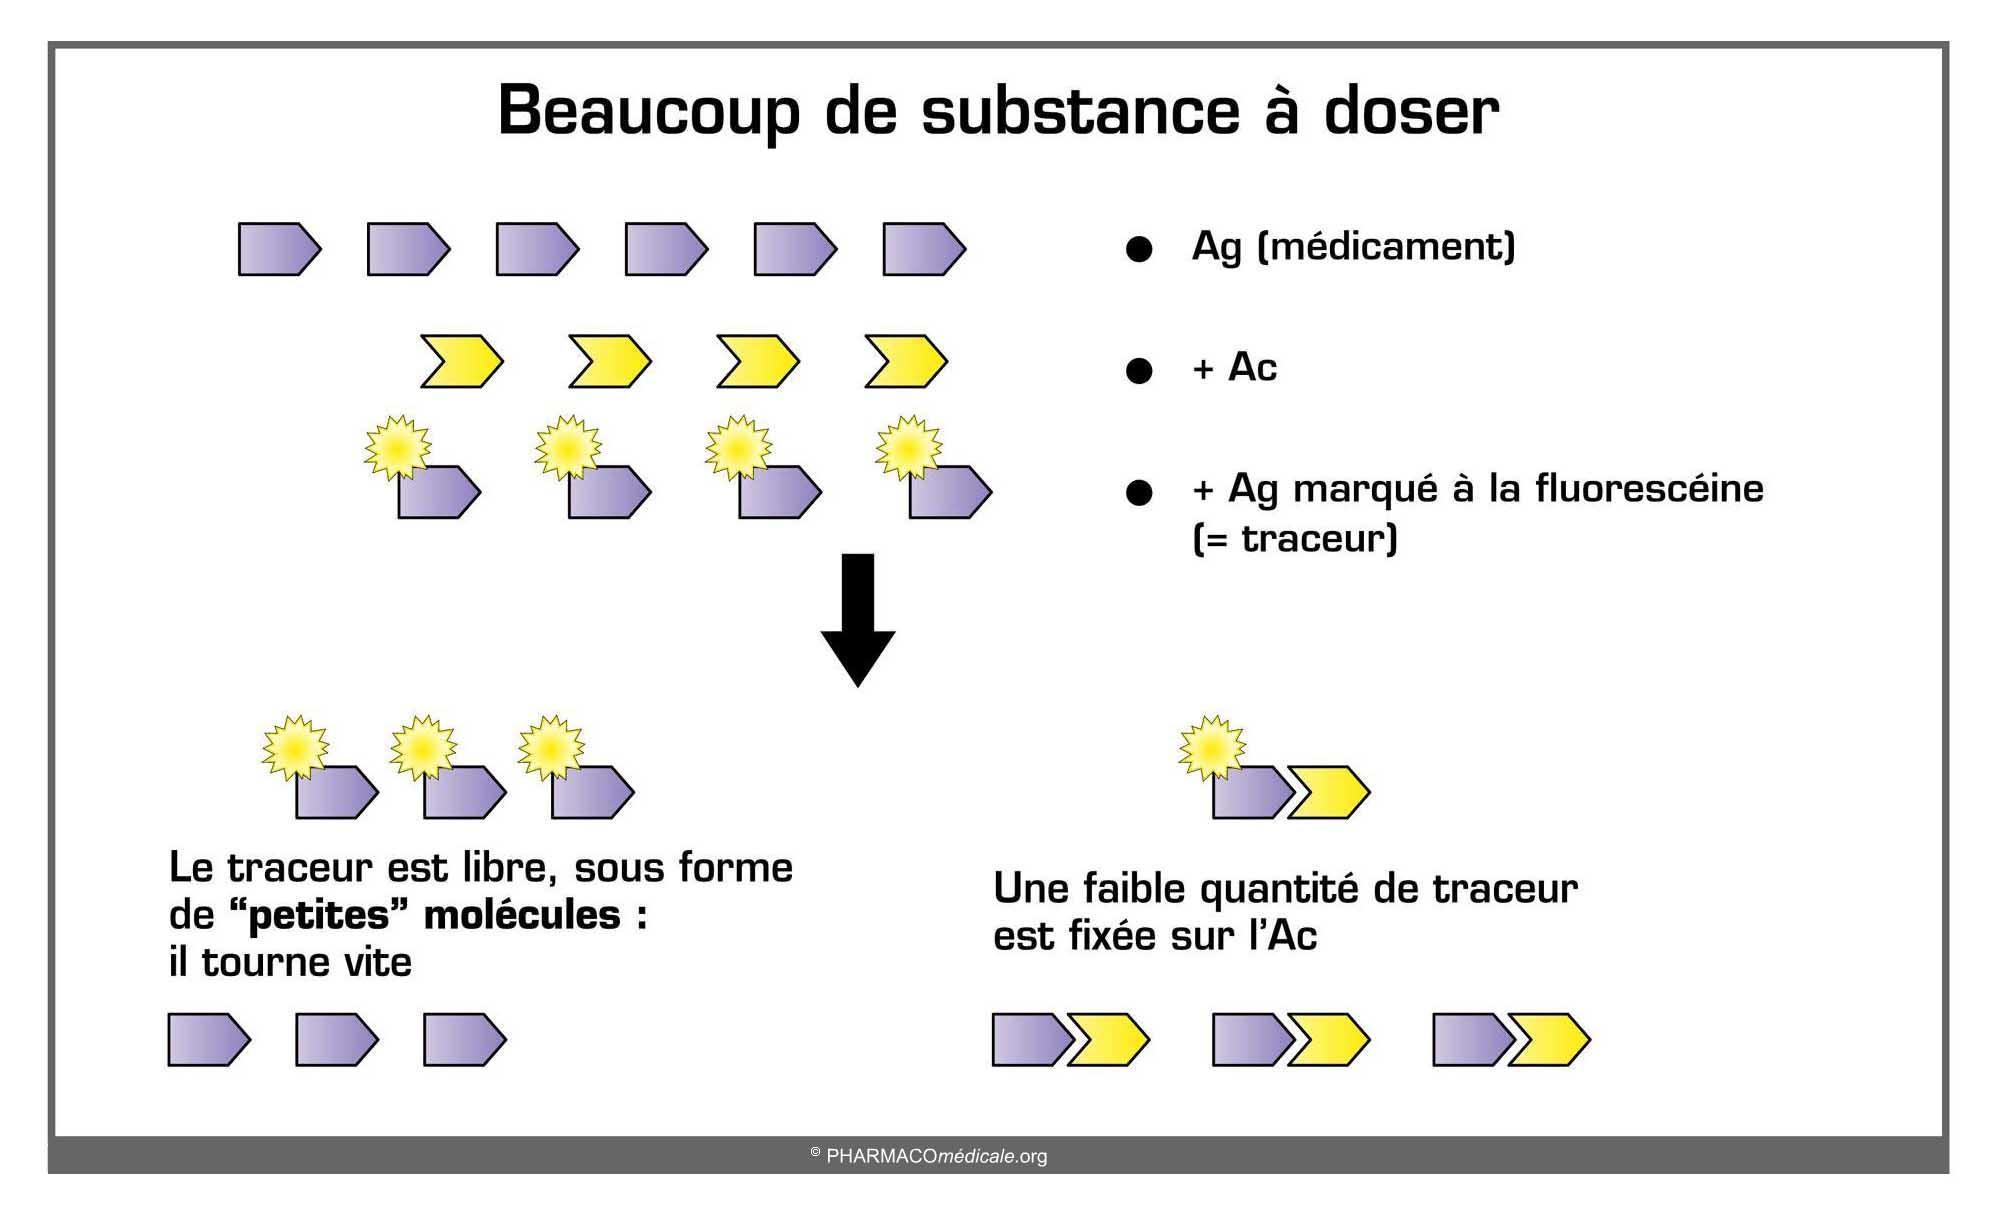 Beaucoup de substance à doser
● Ag (médicament)
● + Ac
● + Ag marqué à la fluorescéine
(= traceur)
Le traceur est libre, sous forme
de “petites” molécules :
il tourne vite
Une faible quantité de traceur
est fixée sur l’Ac
© PHARMACOmédicale.org